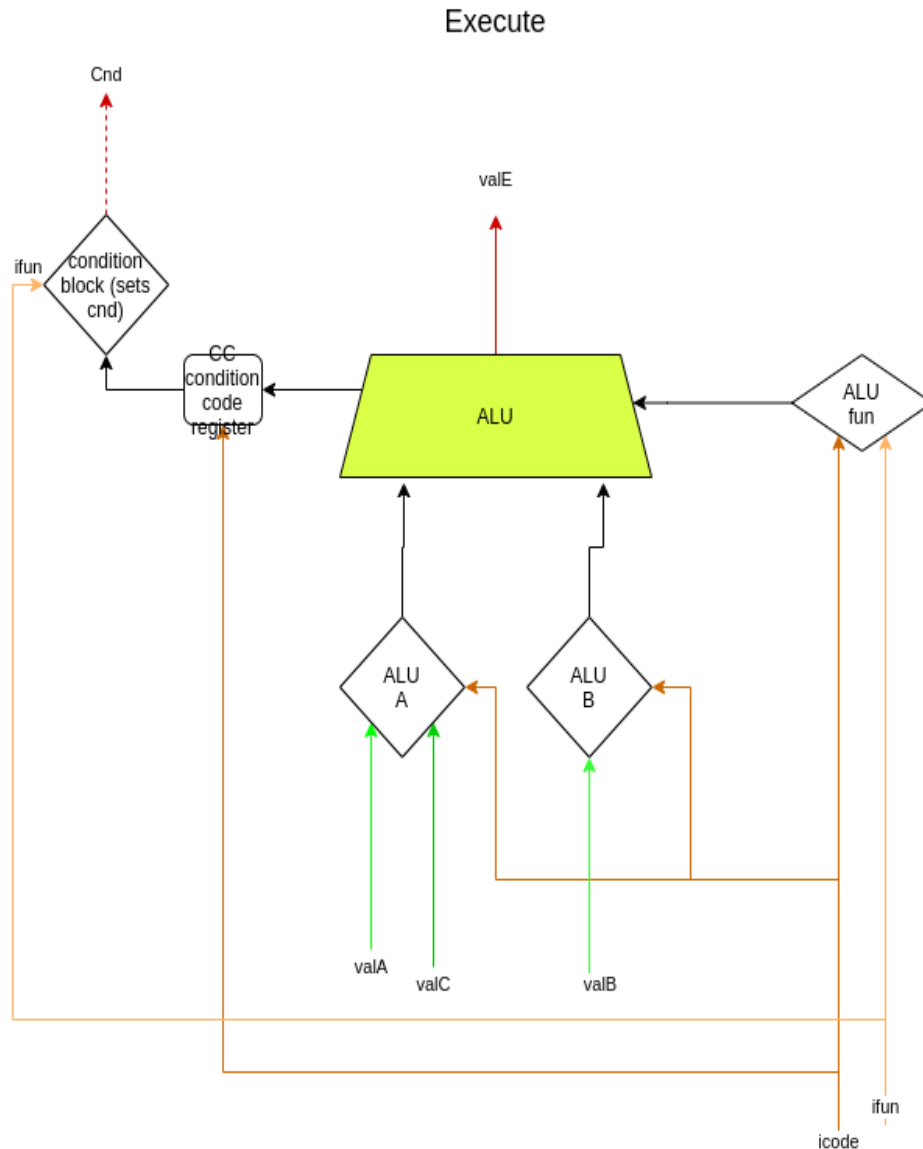 Execute
Cnd
valE
ifun
condition
block (sets
cnd)
CC
condition
code
register
ALU
ALU
fun
ALU
A
ALU
B
valA
valC
valB
ifun
icode